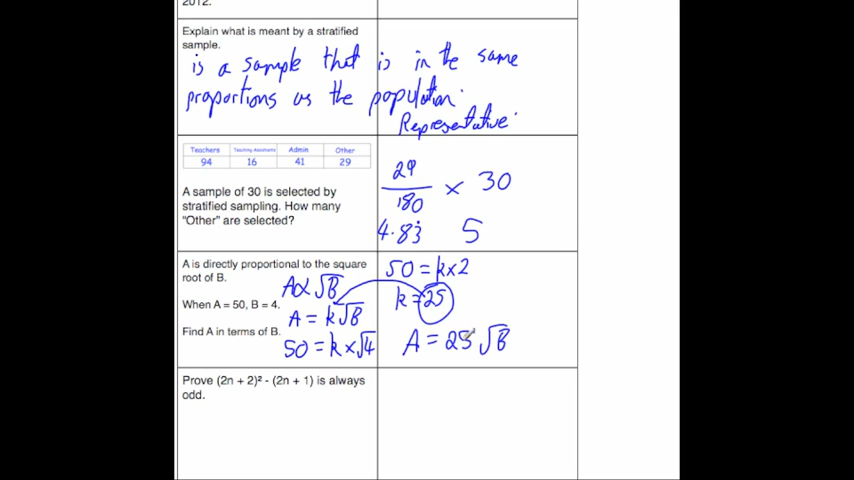 2012.
Explain what is meant by a stratified
sample.
is a sample that is in the same
proportions as the population.
Representative.
Teachers Teaching Assistants Admin Other
94 16 41 29
A sample of 30 is selected by
stratified sampling. How many
"Other" are selected?
29/180 × 30
4.83̇ 5
A is directly proportional to the square
root of B.
When A = 50, B = 4.
Find A in terms of B.
A∝√B
A = k√B
50 = k×√4
50 = k×2
k = 25
A = 25√B
Prove (2n + 2)² - (2n + 1) is always
odd.